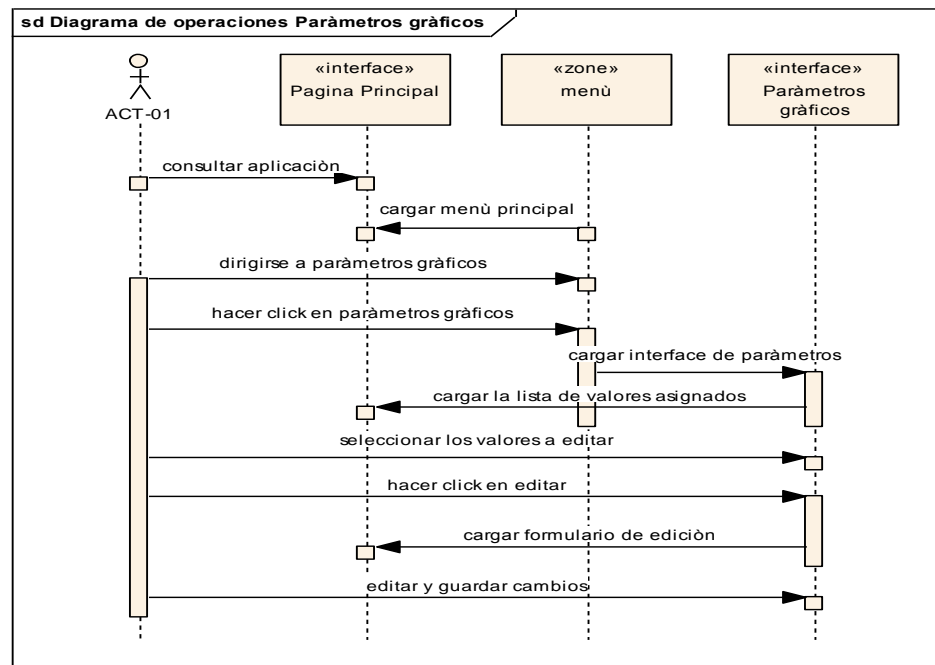 sd Diagrama de operaciones Paràmetros gràficos
ACT-01
«interface»
Pagina Principal
«zone»
menù
«interface»
Paràmetros
gràficos
consultar aplicaciòn
cargar menù principal
dirigirse a paràmetros gràficos
hacer click en paràmetros gràficos
cargar interface de paràmetros
cargar la lista de valores asignados
seleccionar los valores a editar
hacer click en editar
cargar formulario de ediciòn
editar y guardar cambios